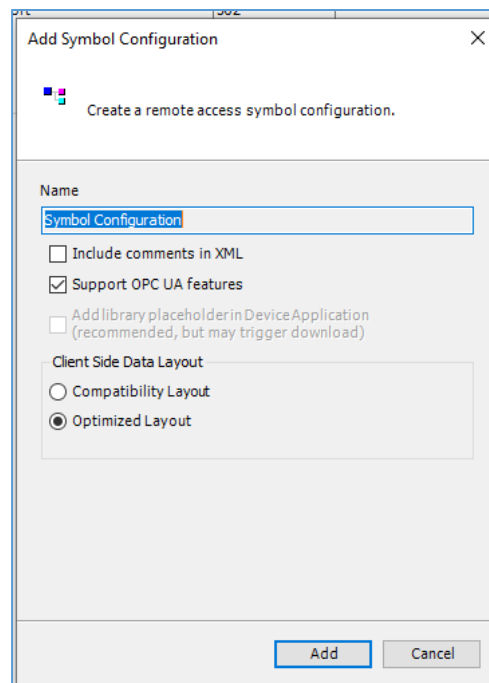 Add Symbol Configuration
Create a remote access symbol configuration.
Name
Symbol Configuration
Include comments in XML
Support OPC UA features
Add library placeholder in Device Application
(recommended, but may trigger download)
Client Side Data Layout
Compatibility Layout
Optimized Layout
Add
Cancel